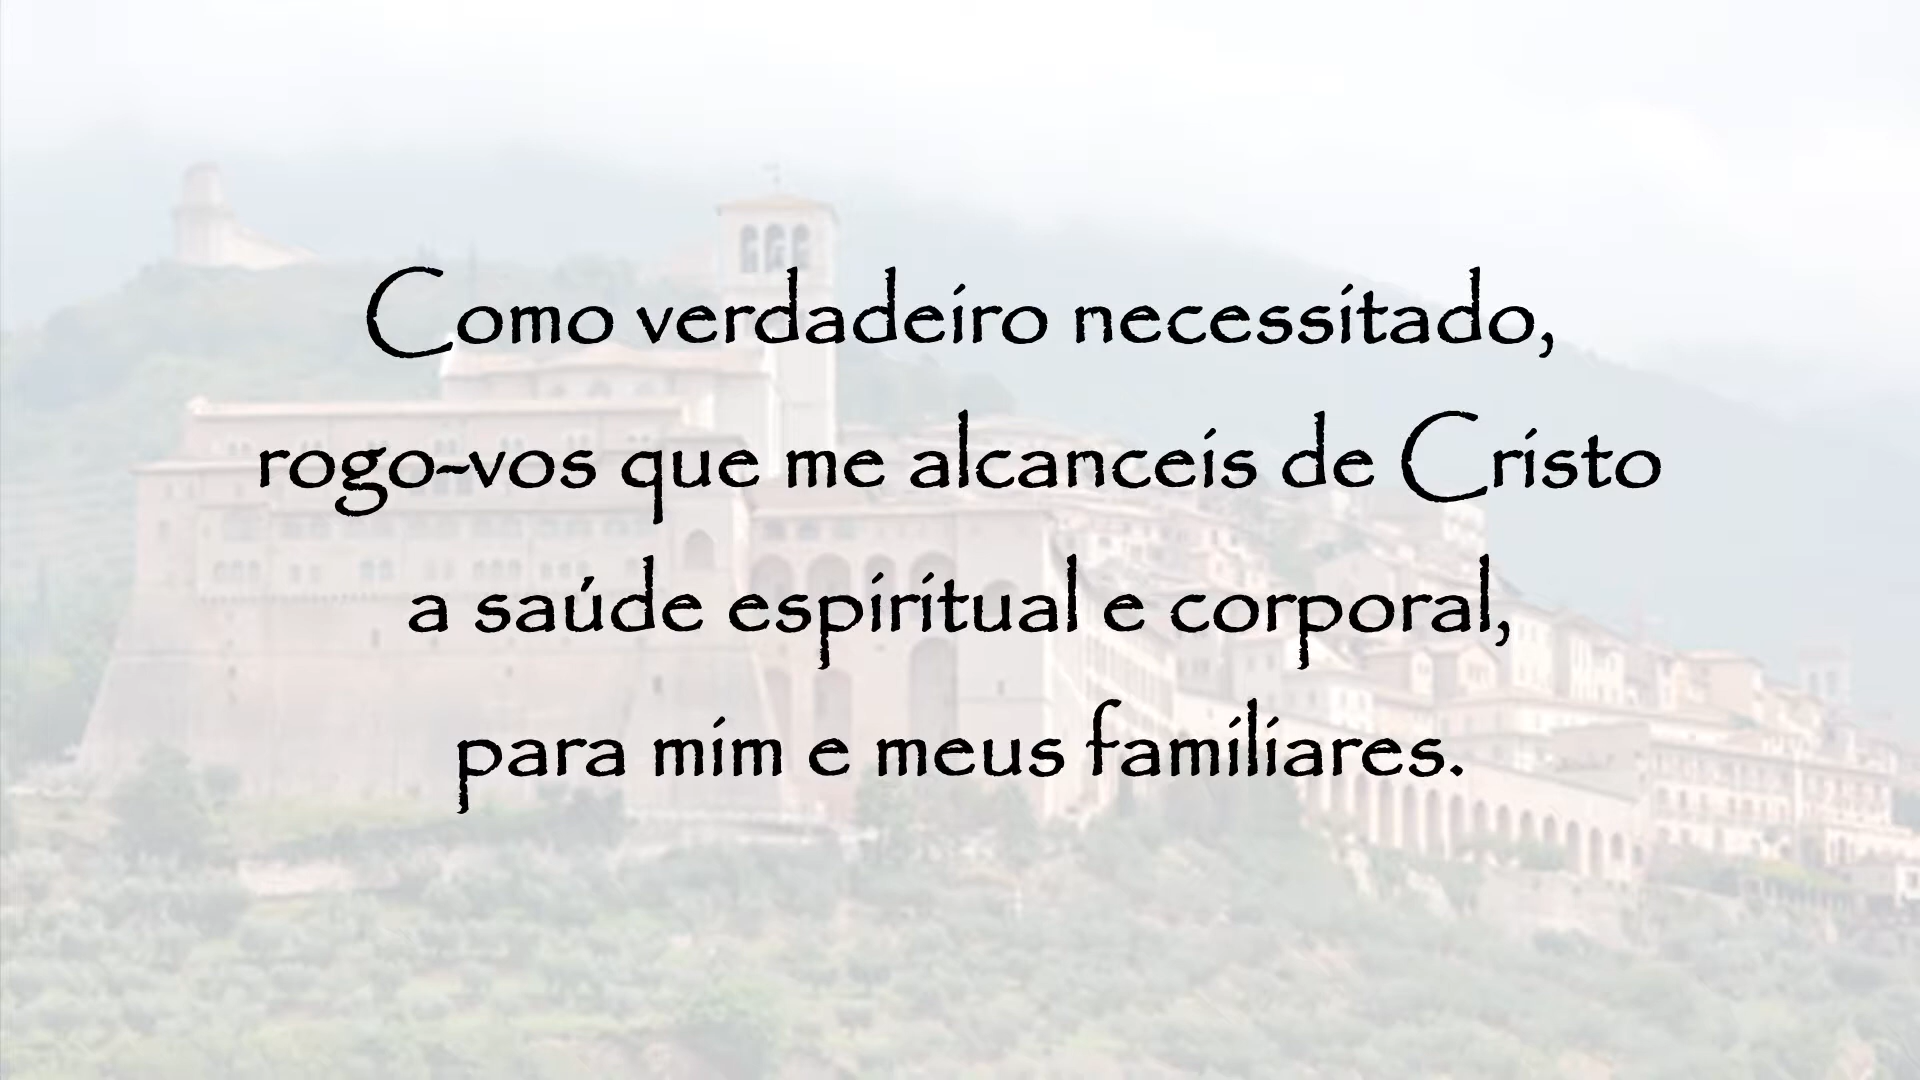 Como verdadeiro necessitado,
rogo-vos que me alcanceis de Cristo
a saúde espiritual e corporal,
para mim e meus familiares.